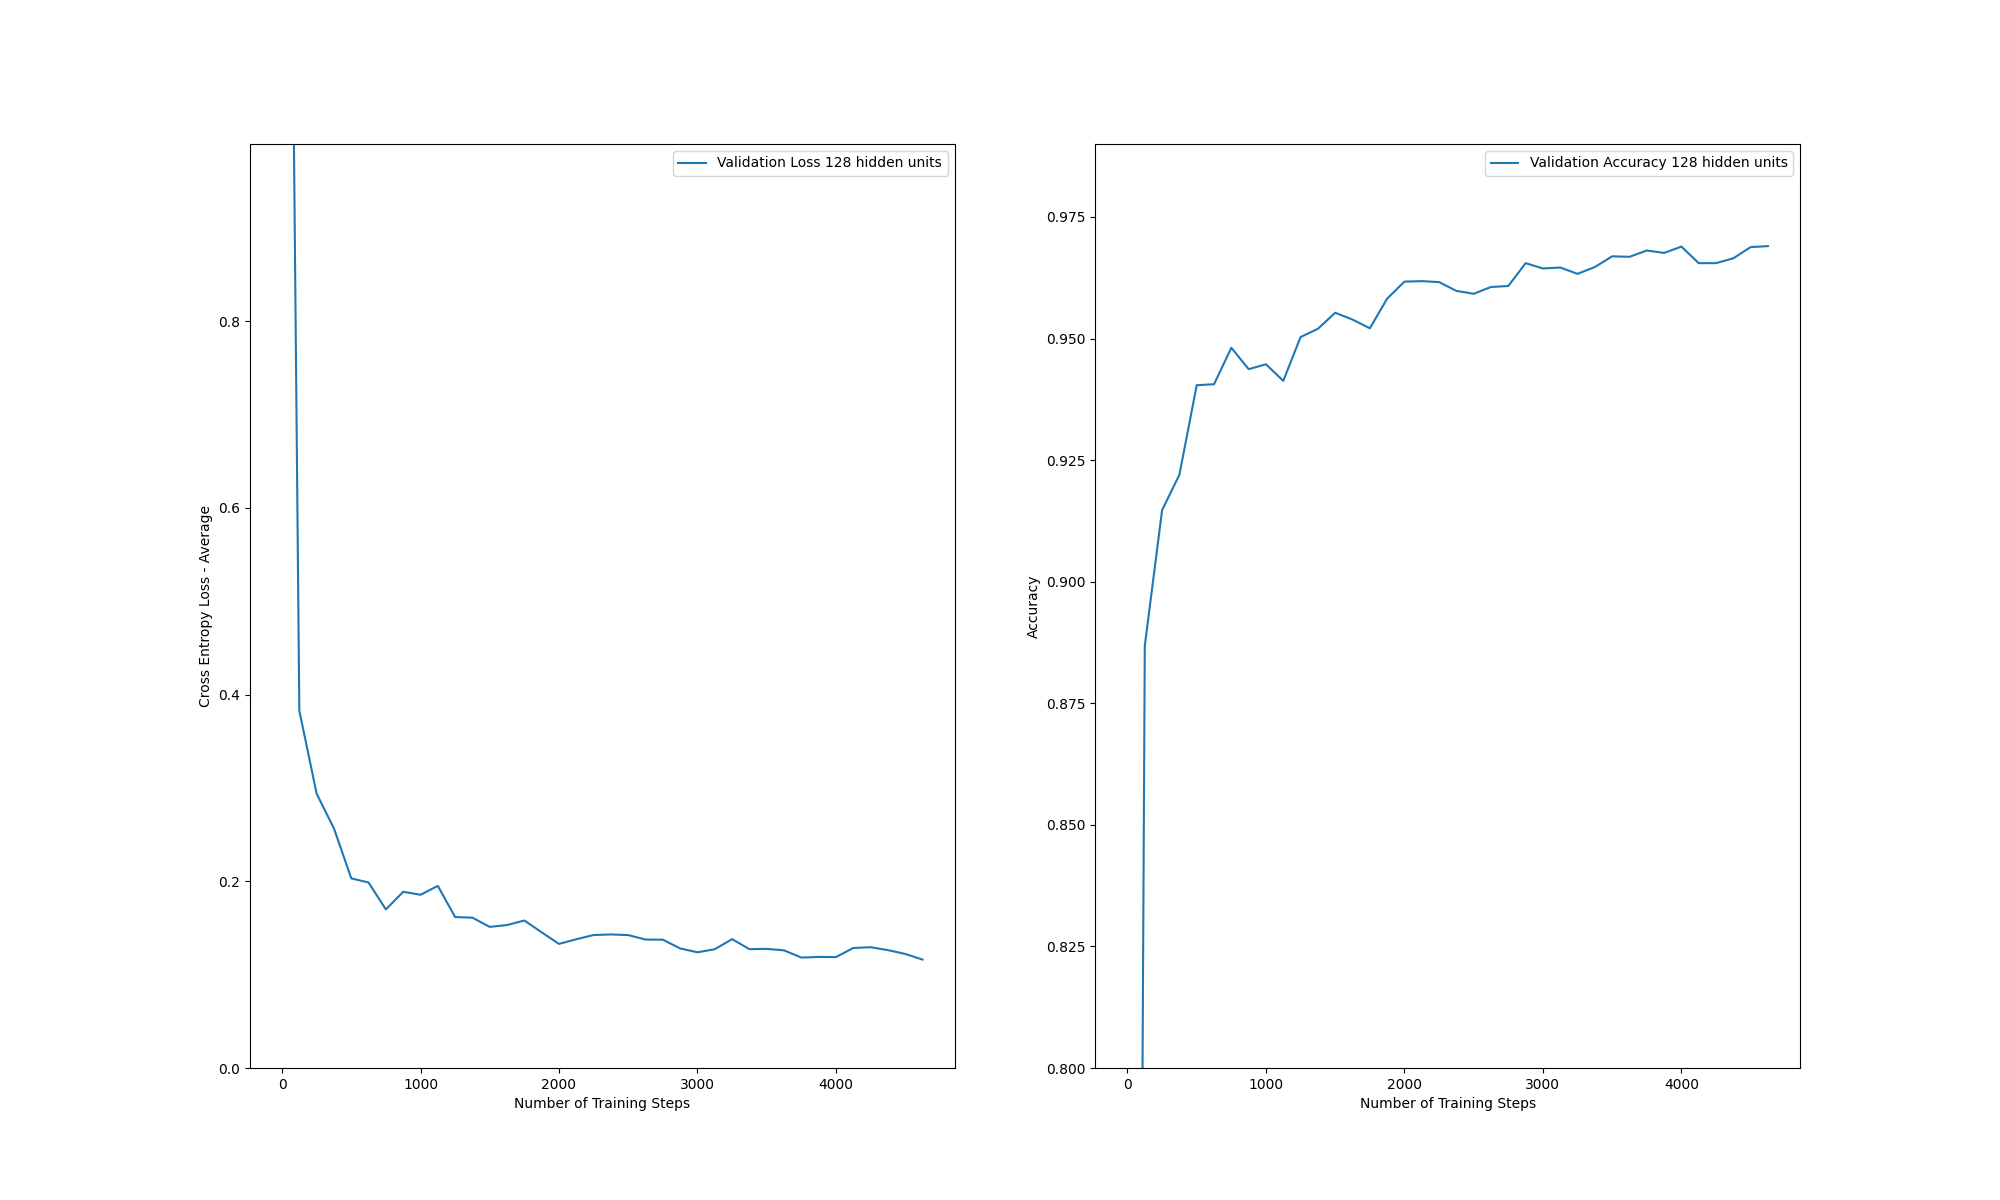 Validation Loss 128 hidden units
Cross Entropy Loss - Average
0.8
0.6
0.4
0.2
0.0
0 1000 2000 3000 4000
Number of Training Steps
Validation Accuracy 128 hidden units
Accuracy
0.975
0.950
0.925
0.900
0.875
0.850
0.825
0.800
0 1000 2000 3000 4000
Number of Training Steps